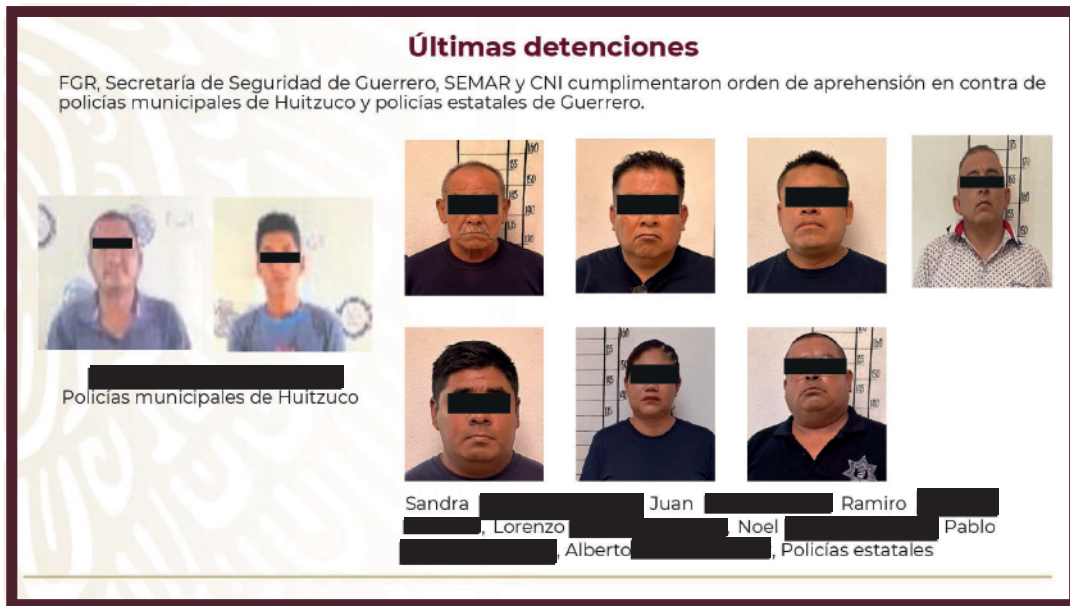 Últimas detenciones
FGR, Secretaría de Seguridad de Guerrero, SEMAR y CNI cumplimentaron orden de aprehensión en contra de
policías municipales de Huitzuco y policías estatales de Guerrero.
Policías municipales de Huitzuco
Sandra Juan Ramiro
, Lorenzo , Noel Pablo
, Alberto , Policías estatales